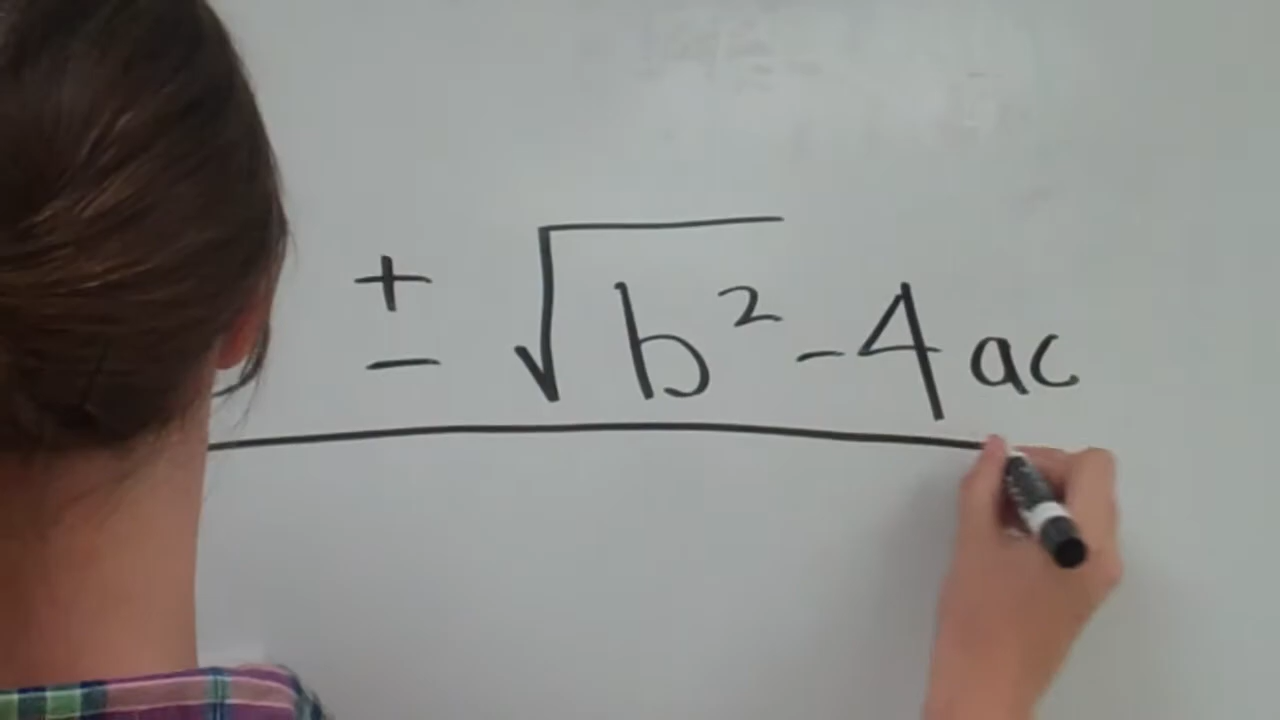 ± √b² - 4ac